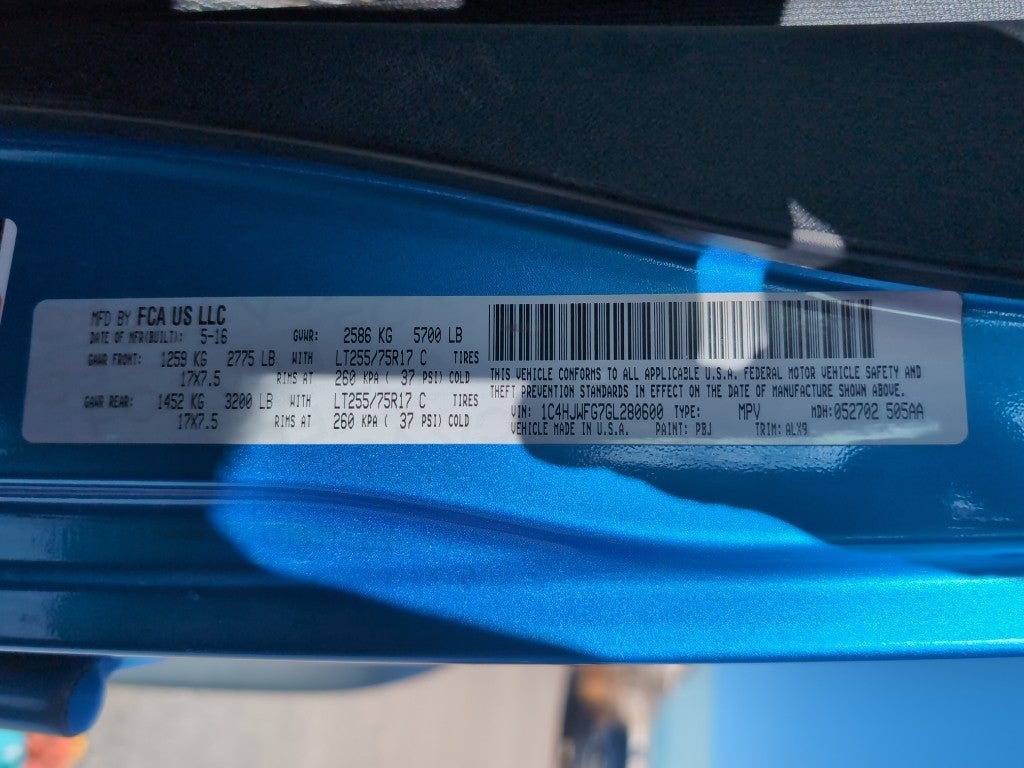 MFD BY FCA US LLC
DATE OF MFR(BUILT): 5-16 GVWR: 2586 KG 5700 LB
GAWR FRONT: 1259 KG 2775 LB WITH LT255/75R17 C TIRES
17X7.5 RIMS AT 260 KPA ( 37 PSI) COLD
GAWR REAR: 1452 KG 3200 LB WITH LT255/75R17 C TIRES
17X7.5 RIMS AT 260 KPA ( 37 PSI) COLD
THIS VEHICLE CONFORMS TO ALL APPLICABLE U.S.A. FEDERAL MOTOR VEHICLE SAFETY AND
THEFT PREVENTION STANDARDS IN EFFECT ON THE DATE OF MANUFACTURE SHOWN ABOVE.
VIN: 1C4HJWFG7GL280600 TYPE: MPV MDH: 052702 505AA
VEHICLE MADE IN U.S.A. PAINT: PBJ TRIM: ALX9